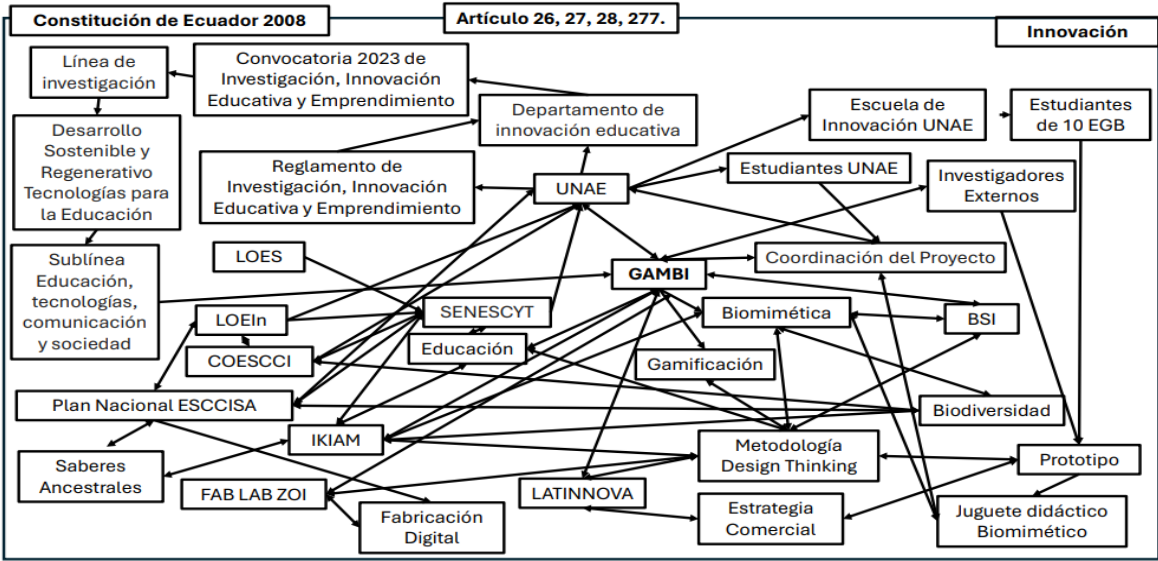 Constitución de Ecuador 2008
Artículo 26, 27, 28, 277.
Innovación
Línea de
investigación
Convocatoria 2023 de
Investigación, Innovación
Educativa y Emprendimiento
Departamento de
innovación educativa
Escuela de
Innovación UNAE
Estudiantes
de 10 EGB
Desarrollo
Sostenible y
Regenerativo
Tecnologías para
la Educación
Reglamento de
Investigación, Innovación
Educativa y Emprendimiento
UNAE
Estudiantes UNAE
Investigadores
Externos
Sublínea
Educación,
tecnologías,
comunicación
y sociedad
LOES
GAMBI
Coordinación del Proyecto
LOEIn
SENESCYT
Biomimética
BSI
COESCCI
Educación
Gamificación
Plan Nacional ESCCISA
Biodiversidad
IKIAM
Metodología
Design Thinking
Prototipo
Saberes
Ancestrales
FAB LAB ZOI
LATINNOVA
Fabricación
Digital
Estrategia
Comercial
Juguete didáctico
Biomimético